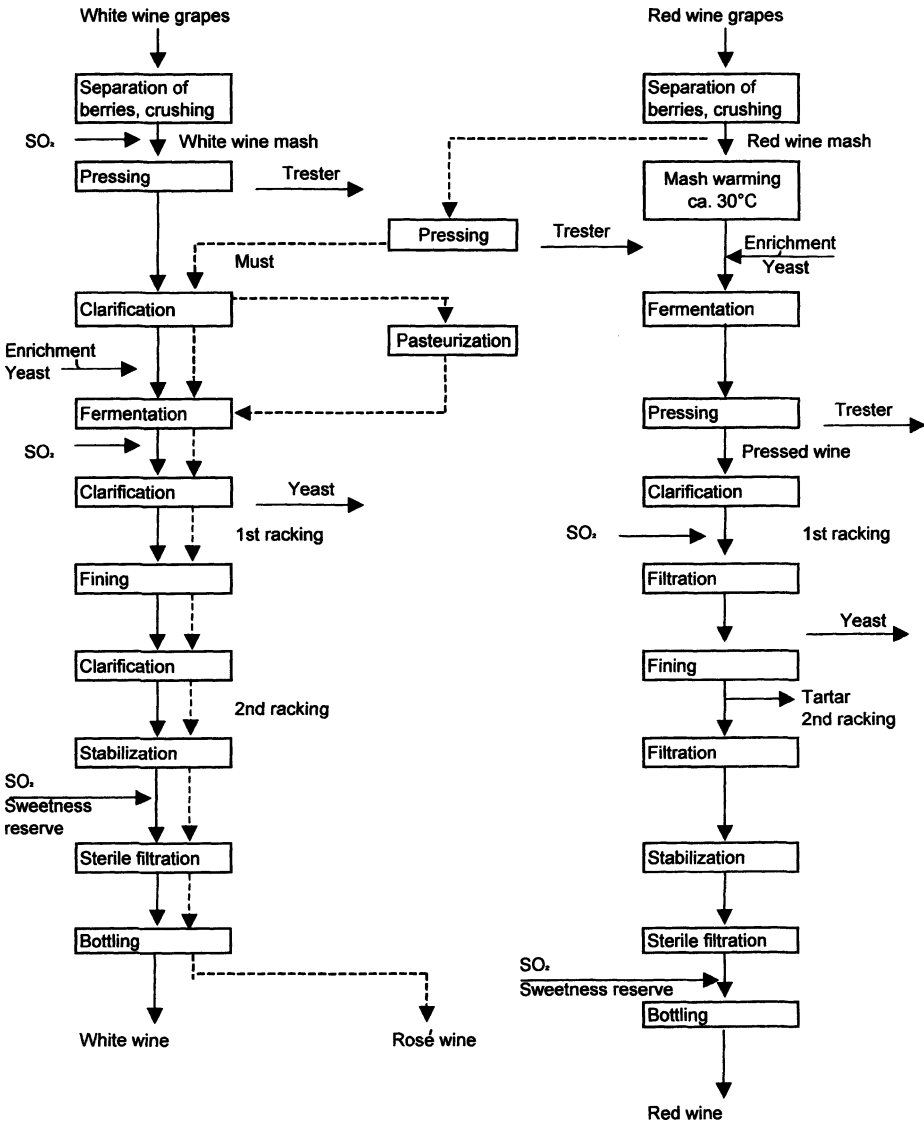 White wine grapes
Separation of
berries, crushing
SO₂
White wine mash
Pressing
Trester
Must
Clarification
Pasteurization
Enrichment
Yeast
Fermentation
SO₂
Clarification
Yeast
1st racking
Fining
Clarification
2nd racking
Stabilization
SO₂
Sweetness
reserve
Sterile filtration
Bottling
White wine
Rosé wine
Red wine grapes
Separation of
berries, crushing
Red wine mash
Pressing
Trester
Mash warming
ca. 30°C
Enrichment
Yeast
Fermentation
Pressing
Trester
Pressed wine
Clarification
SO₂
1st racking
Filtration
Yeast
Fining
Tartar
2nd racking
Filtration
Stabilization
Sterile filtration
SO₂
Sweetness reserve
Bottling
Red wine